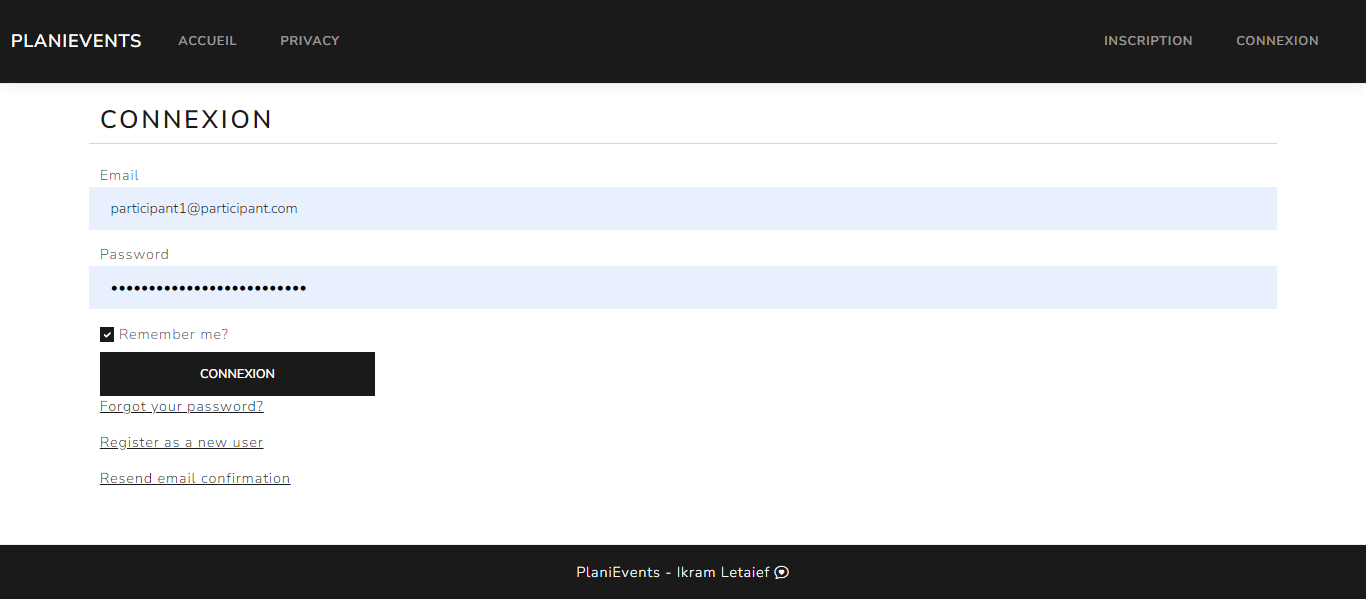 PLANIEVENTS ACCUEIL PRIVACY INSCRIPTION CONNEXION
CONNEXION
Email
participant1@participant.com
Password
••••••••••••••••••••••••••
Remember me?
CONNEXION
Forgot your password?
Register as a new user
Resend email confirmation
PlaniEvents - Ikram Letaief